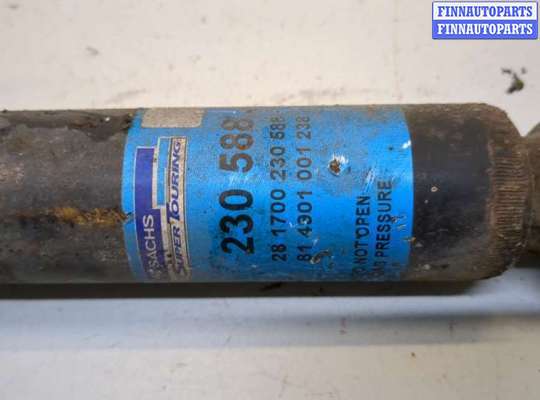 FINNAUTOPARTS
FINNAUTOPARTS
SACHS
SUPER TOURING
230 588
28 1700 230 588
81 4301 001 238
DO NOT OPEN
GAS PRESSURE